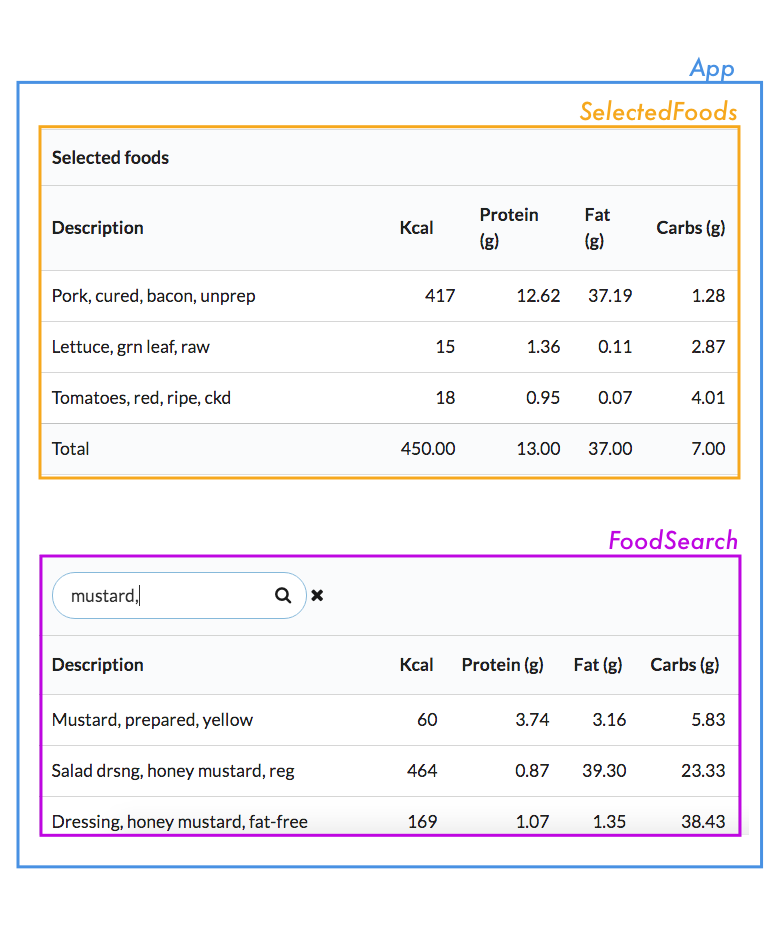 App
SelectedFoods
Selected foods
Description Kcal Protein (g) Fat (g) Carbs (g)
Pork, cured, bacon, unprep 417 12.62 37.19 1.28
Lettuce, grn leaf, raw 15 1.36 0.11 2.87
Tomatoes, red, ripe, ckd 18 0.95 0.07 4.01
Total 450.00 13.00 37.00 7.00
FoodSearch
mustard,
Description Kcal Protein (g) Fat (g) Carbs (g)
Mustard, prepared, yellow 60 3.74 3.16 5.83
Salad drsng, honey mustard, reg 464 0.87 39.30 23.33
Dressing, honey mustard, fat-free 169 1.07 1.35 38.43